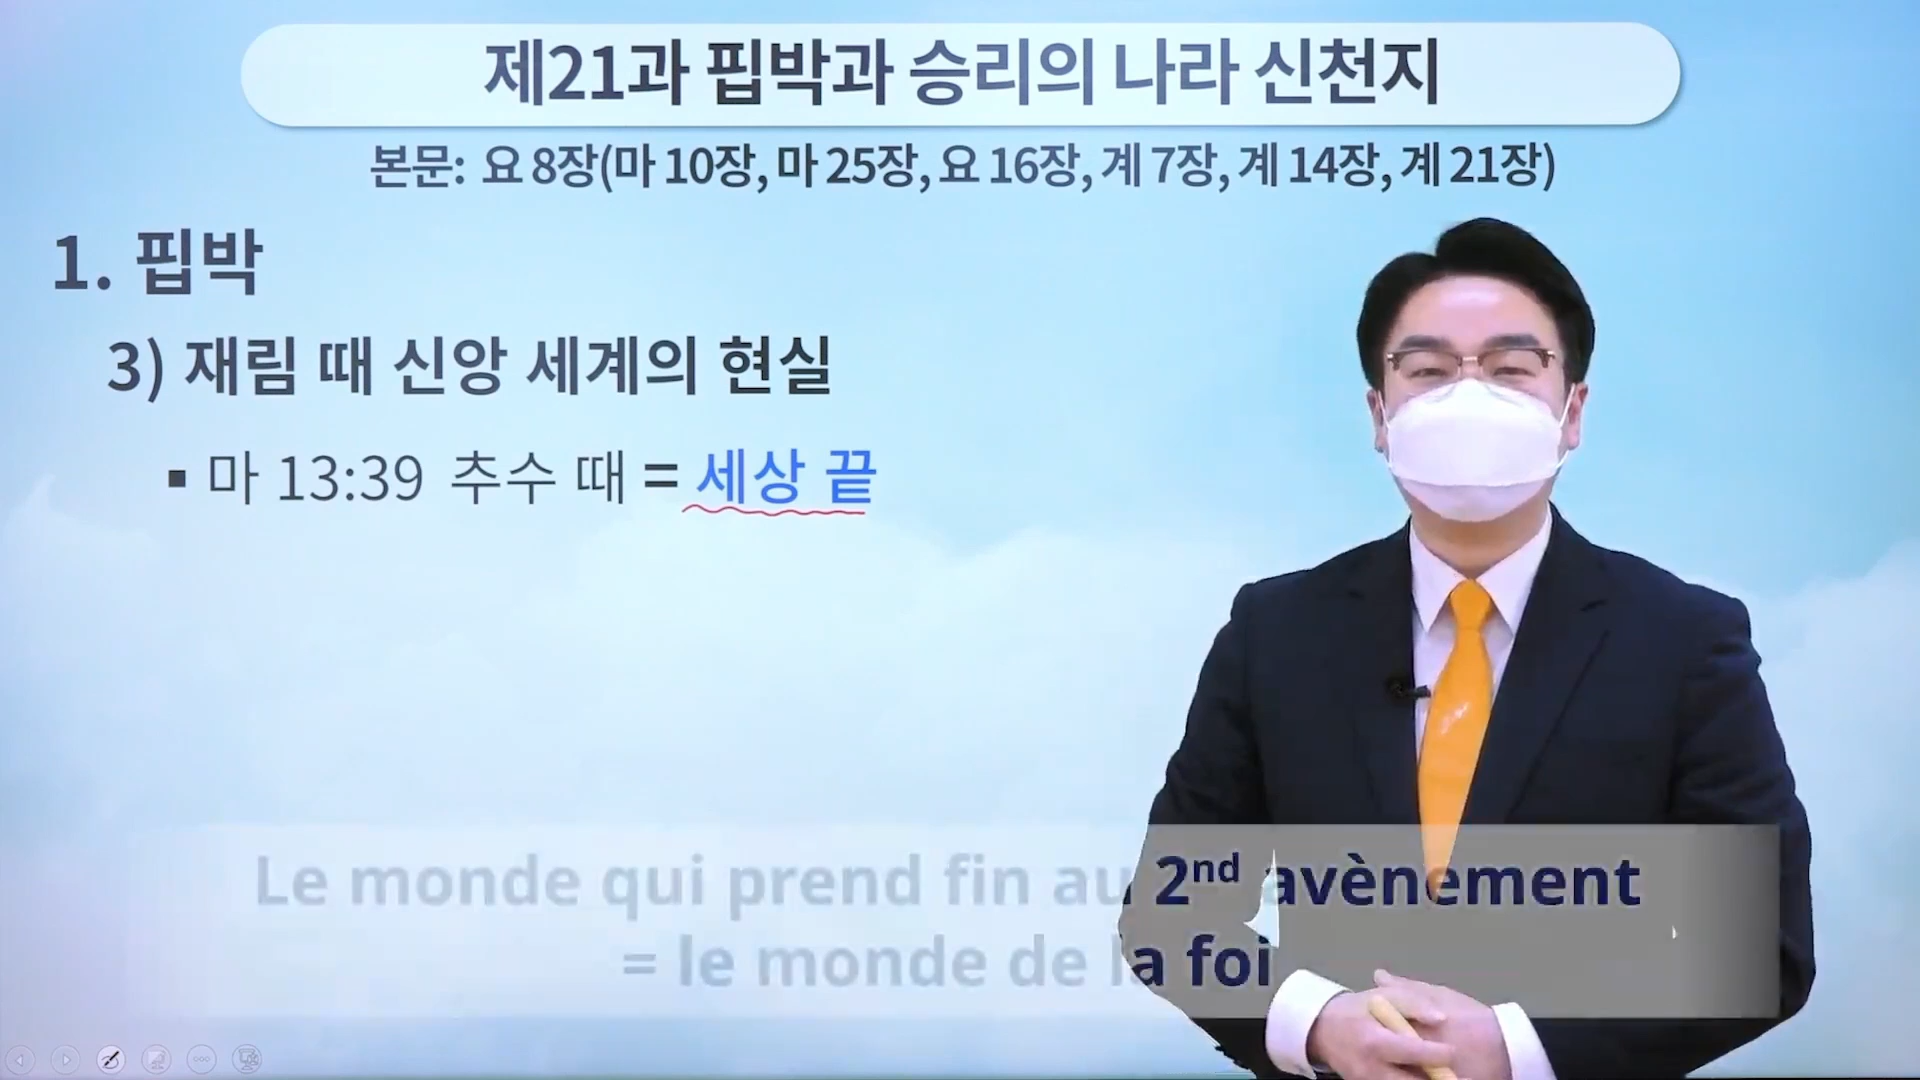 제21과 핍박과 승리의 나라 신천지
본문: 요 8장(마 10장, 마 25장, 요 16장, 계 7장, 계 14장, 계 21장)
1. 핍박
3) 재림 때 신앙 세계의 현실
▪ 마 13:39 추수 때 = 세상 끝
Le monde qui prend fin au 2nd avènement
= le monde de la foi